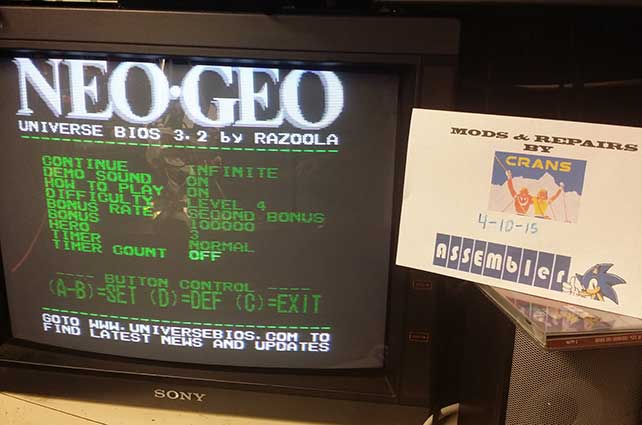 NEO·GEO
UNIVERSE BIOS 3.2 by RAZOOLA
CONTINUE INFINITE
DEMO SOUND ON
HOW TO PLAY ON
DIFFICULTY LEVEL 4
BONUS RATE SECOND BONUS
BONUS 100000
HERO 3
TIMER NORMAL
TIMER COUNT OFF
---- BUTTON CONTROL ----
(A-B)=SET (D)=DEF (C)=EXIT
GOTO WWW.UNIVERSEBIOS.COM TO
FIND LATEST NEWS AND UPDATES
SONY
MODS & REPAIRS
BY
CRANS
4-10-15
ASSEMbler